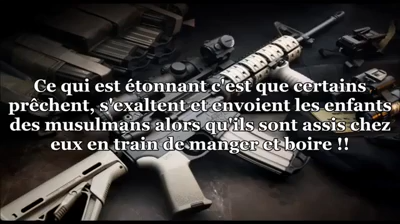 Ce qui est étonnant c'est que certains
prêchent, s'exaltent et envoient les enfants
des musulmans alors qu'ils sont assis chez
eux en train de manger et boire !!